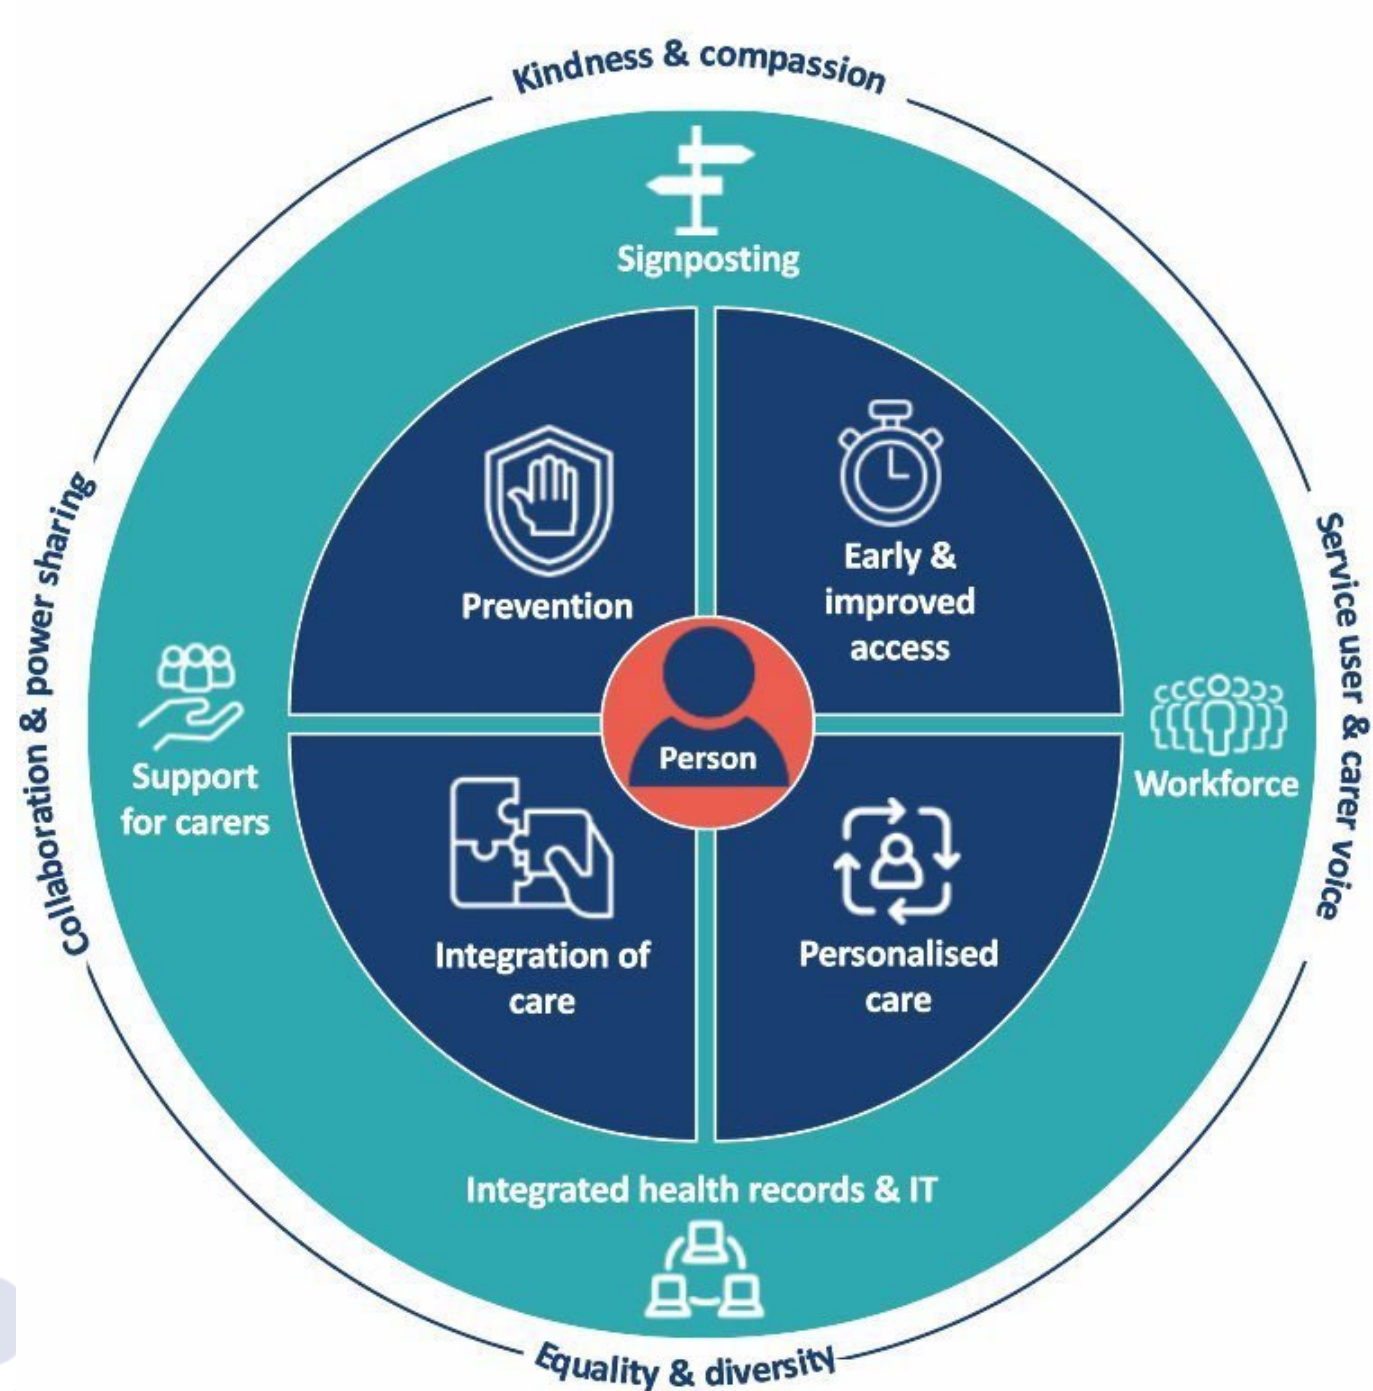 Kindness & compassion
Signposting
Prevention
Early &
improved
access
Collaboration & power sharing
Support
for carers
Person
Workforce
Service user & carer voice
Integration of
care
Personalised
care
Integrated health records & IT
Equality & diversity